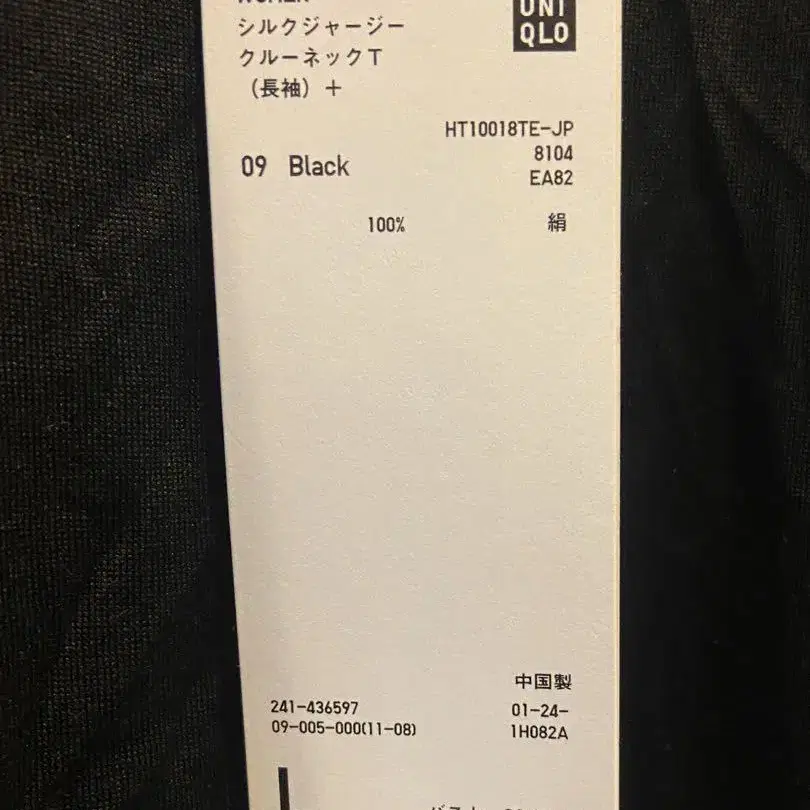 WOMEN
シルクジャージー
クルーネックT
(長袖)+
UNI
QLO
HT10018TE-JP
8104
EA82
09 Black
100% 絹
中国製
241-436597
09-005-000(11-08)
01-24-
1H082A